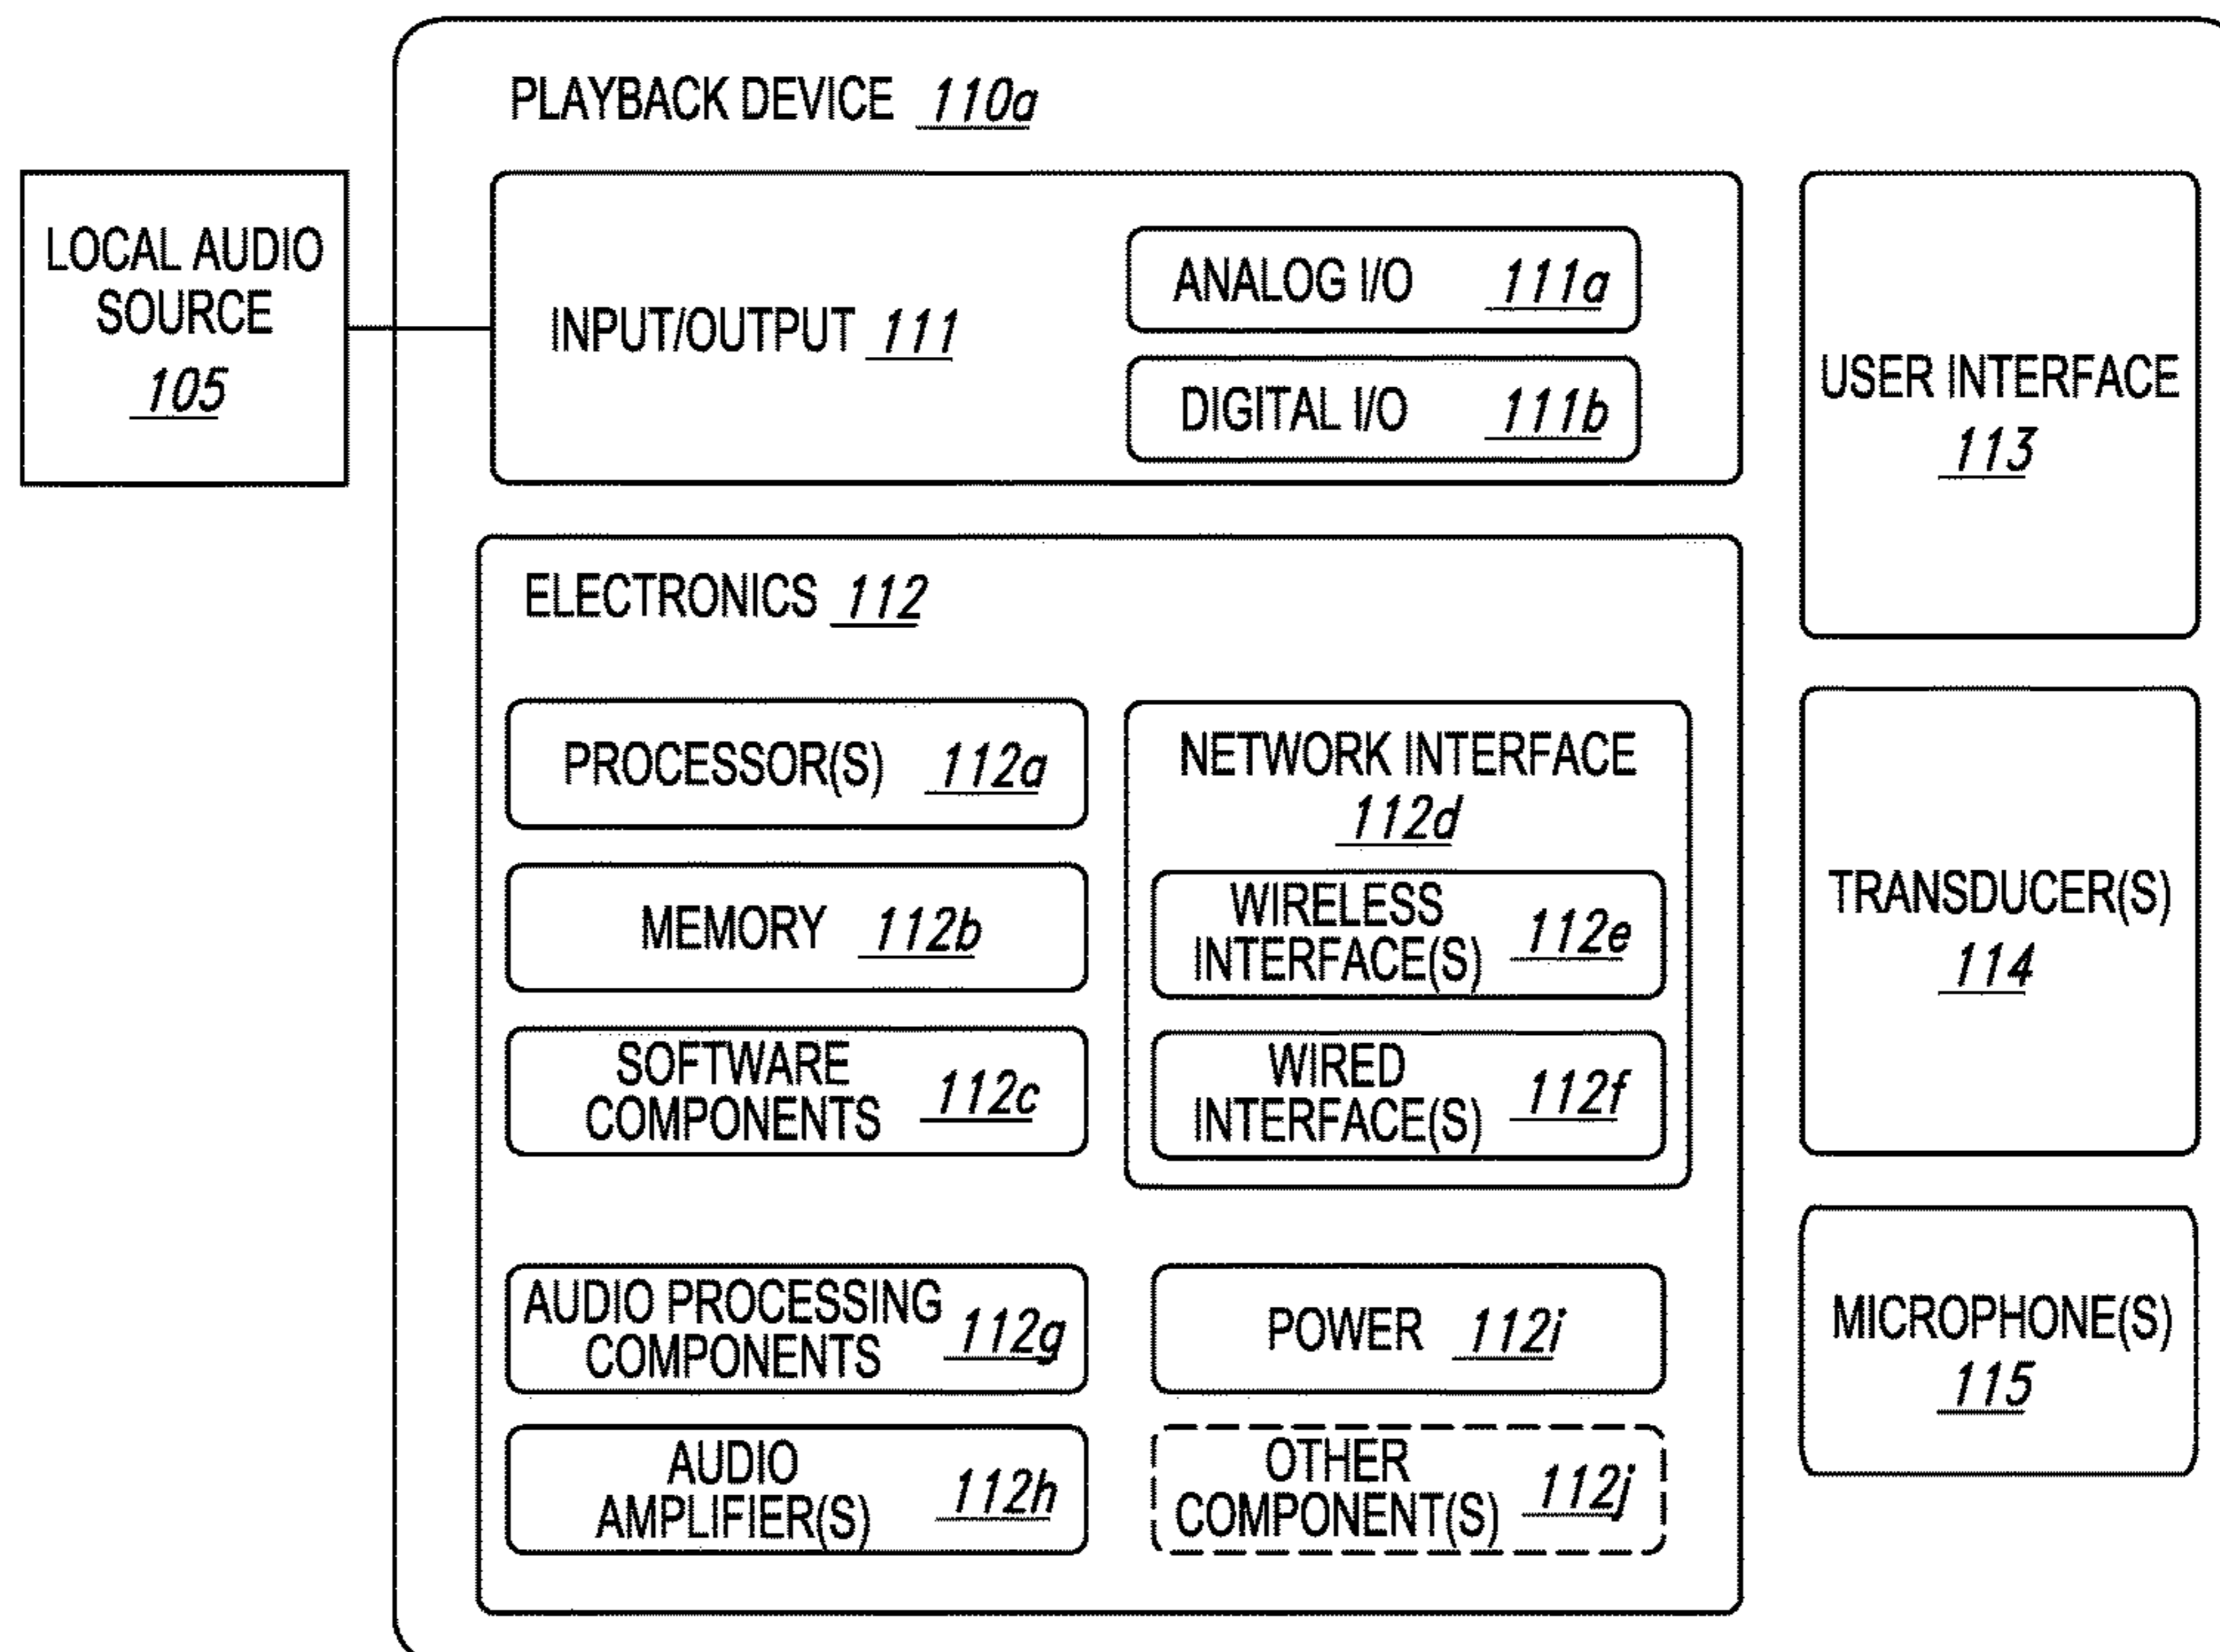 PLAYBACK DEVICE 110a
LOCAL AUDIO
SOURCE
105
INPUT/OUTPUT 111
ANALOG I/O 111a
DIGITAL I/O 111b
USER INTERFACE
113
ELECTRONICS 112
PROCESSOR(S) 112a
MEMORY 112b
SOFTWARE
COMPONENTS 112c
NETWORK INTERFACE
112d
WIRELESS
INTERFACE(S) 112e
WIRED
INTERFACE(S) 112f
TRANSDUCER(S)
114
AUDIO PROCESSING
COMPONENTS 112g
AUDIO
AMPLIFIER(S) 112h
POWER 112i
OTHER
COMPONENT(S) 112j
MICROPHONE(S)
115